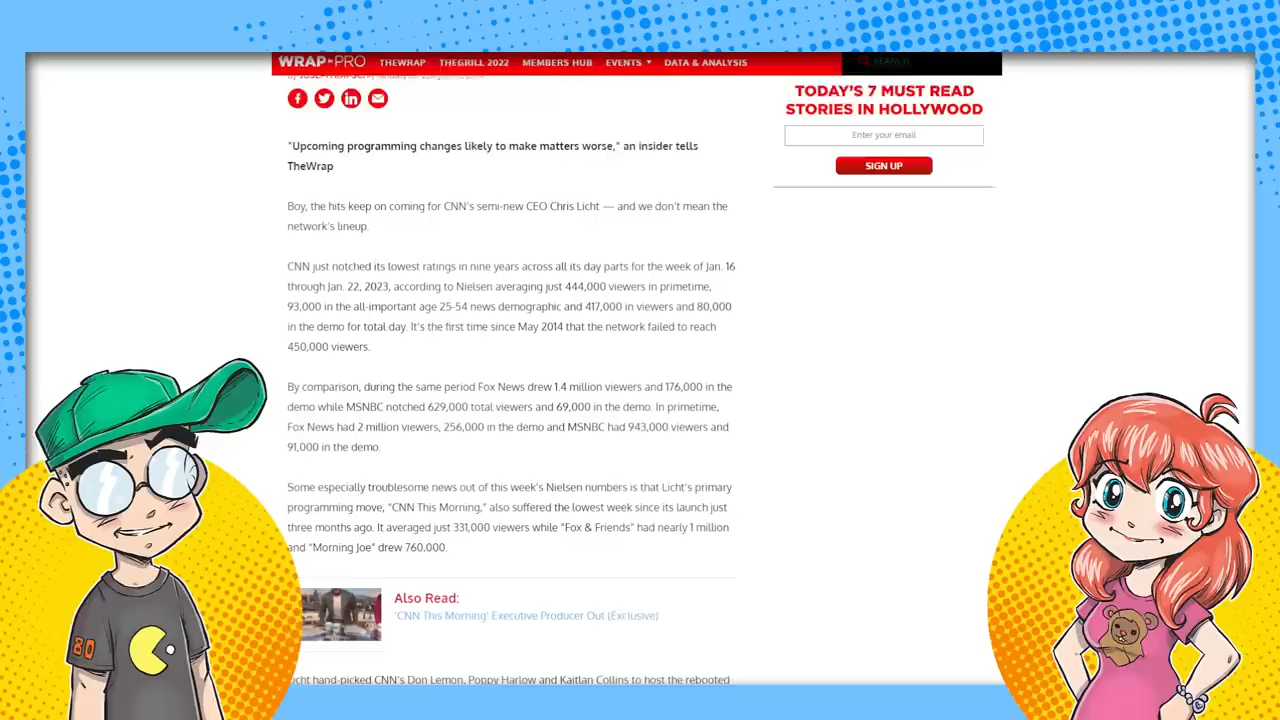 WRAP PRO THEWRAP THEGRILL 2022 MEMBERS HUB EVENTS DATA & ANALYSIS SEARCH
TODAY'S 7 MUST READ
STORIES IN HOLLYWOOD
Enter your email
SIGN UP
"Upcoming programming changes likely to make matters worse," an insider tells
TheWrap
Boy, the hits keep on coming for CNN's semi-new CEO Chris Licht — and we don't mean the
network's lineup.
CNN just notched its lowest ratings in nine years across all its day parts for the week of Jan. 16
through Jan. 22, 2023, according to Nielsen averaging just 444,000 viewers in primetime,
93,000 in the all-important age 25-54 news demographic and 417,000 in viewers and 80,000
in the demo for total day. It's the first time since May 2014 that the network failed to reach
450,000 viewers.
By comparison, during the same period Fox News drew 1.4 million viewers and 176,000 in the
demo while MSNBC notched 629,000 total viewers and 69,000 in the demo. In primetime,
Fox News had 2 million viewers, 256,000 in the demo and MSNBC had 943,000 viewers and
91,000 in the demo.
Some especially troublesome news out of this week's Nielsen numbers is that Licht's primary
programming move, "CNN This Morning," also suffered the lowest week since its launch just
three months ago. It averaged just 331,000 viewers while "Fox & Friends" had nearly 1 million
and "Morning Joe" drew 760,000.
Also Read:
'CNN This Morning' Executive Producer Out (Exclusive)
Licht hand-picked CNN's Don Lemon, Poppy Harlow and Kaitlan Collins to host the rebooted
80